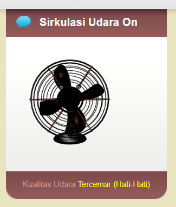 Sirkulasi Udara On
Kualitas Udara Tercemar (Hati-Hati)